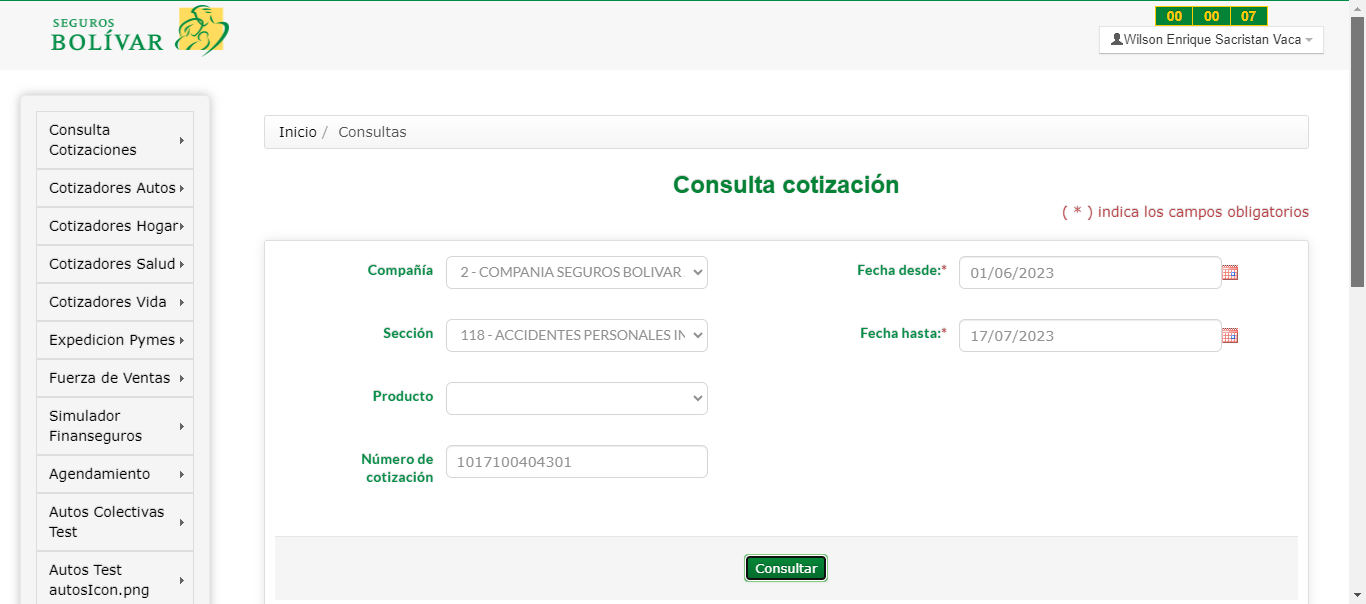 SEGUROS
BOLÍVAR
00 00 07
Wilson Enrique Sacristan Vaca
Consulta
Cotizaciones
Cotizadores Autos
Cotizadores Hogar
Cotizadores Salud
Cotizadores Vida
Expedicion Pymes
Fuerza de Ventas
Simulador
Finanseguros
Agendamiento
Autos Colectivas
Test
Autos Test
autosIcon.png
Inicio / Consultas
Consulta cotización
( * ) indica los campos obligatorios
Compañía 2 - COMPANIA SEGUROS BOLIVAR
Fecha desde:* 01/06/2023
Sección 118 - ACCIDENTES PERSONALES IN
Fecha hasta:* 17/07/2023
Producto
Número de
cotización
1017100404301
Consultar